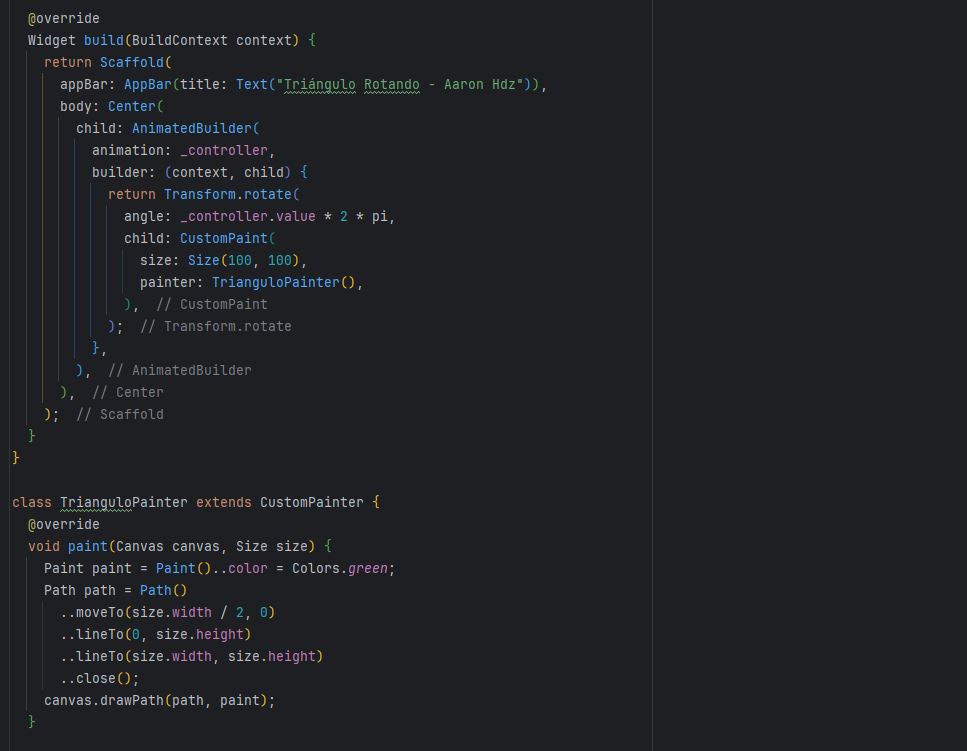 @override
Widget build(BuildContext context) {
return Scaffold(
appBar: AppBar(title: Text("Triángulo Rotando - Aaron Hdz")),
body: Center(
child: AnimatedBuilder(
animation: _controller,
builder: (context, child) {
return Transform.rotate(
angle: _controller.value * 2 * pi,
child: CustomPaint(
size: Size(100, 100),
painter: TrianguloPainter(),
), // CustomPaint
); // Transform.rotate
},
), // AnimatedBuilder
), // Center
); // Scaffold
}
}
class TrianguloPainter extends CustomPainter {
@override
void paint(Canvas canvas, Size size) {
Paint paint = Paint()..color = Colors.green;
Path path = Path()
..moveTo(size.width / 2, 0)
..lineTo(0, size.height)
..lineTo(size.width, size.height)
..close();
canvas.drawPath(path, paint);
}